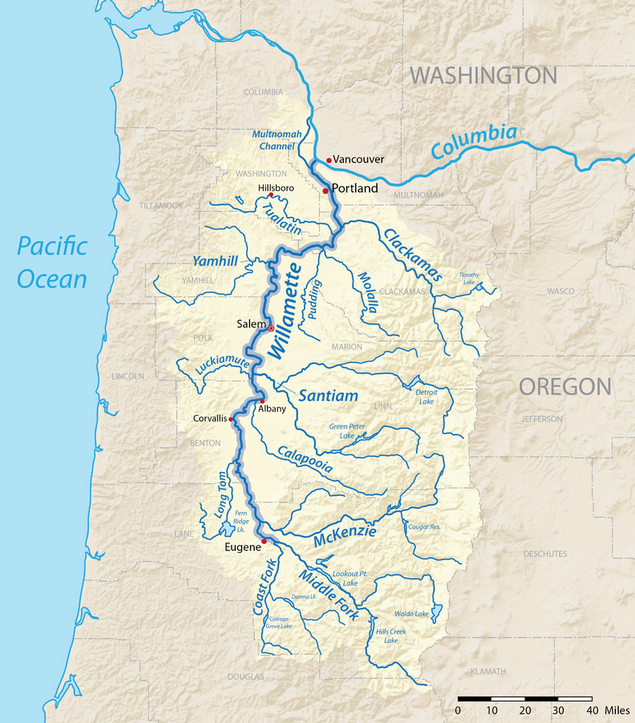 WASHINGTON
COLUMBIA
Columbia
Multnomah
Channel
Vancouver
WASHINGTON
Hillsboro
Portland
MULTNOMAH
TILLAMOOK
Tualatin
Pacific
Ocean
Yamhill
Clackamas
YAMHILL
Willamette
Pudding
Molalla
CLACKAMAS
Timothy
Lake
WASCO
Salem
POLK
MARION
Luckiamute
LINCOLN
Santiam
Detroit
Lake
OREGON
Albany
LINN
Corvallis
JEFFERSON
BENTON
Green Peter
Lake
Calapooia
Long Tom
Fern
Ridge
Lk.
LANE
McKenzie
Cougar Res.
Eugene
DESCHUTES
Coast Fork
Middle Fork
Lookout Pt.
Lake
Dorena Lk.
Waldo Lake
Cottage
Grove Lake
Hills Creek
Lake
DOUGLAS
KLAMATH
0 10 20 30 40 Miles